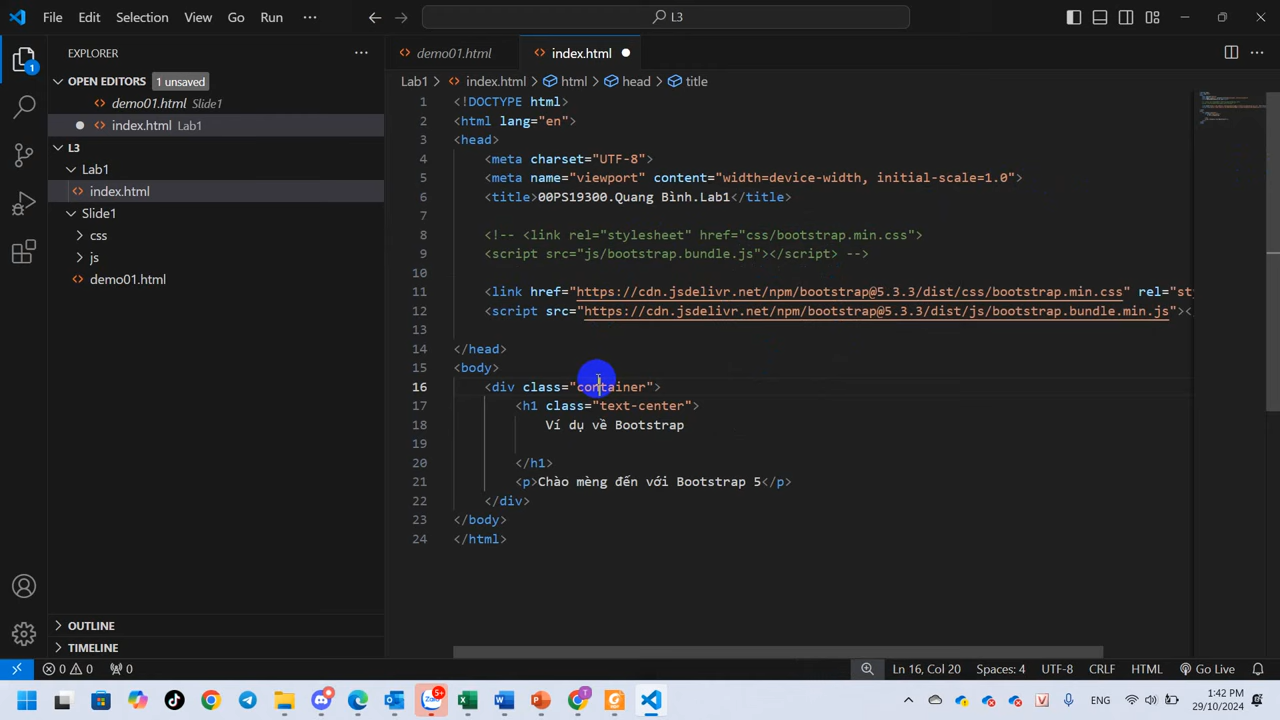 File Edit Selection View Go Run ··· L3
EXPLORER ···
demo01.html index.html
OPEN EDITORS 1 unsaved
demo01.html Slide1
index.html Lab1
L3
Lab1
index.html
Slide1
css
js
demo01.html
OUTLINE
TIMELINE
Lab1 > index.html > html > head > title
1 <!DOCTYPE html>
2 <html lang="en">
3 <head>
4 <meta charset="UTF-8">
5 <meta name="viewport" content="width=device-width, initial-scale=1.0">
6 <title>00PS19300.Quang Bình.Lab1</title>
7
8 <!-- <link rel="stylesheet" href="css/bootstrap.min.css">
9 <script src="js/bootstrap.bundle.js"></script> -->
10
11 <link href="https://cdn.jsdelivr.net/npm/bootstrap@5.3.3/dist/css/bootstrap.min.css" rel="st
12 <script src="https://cdn.jsdelivr.net/npm/bootstrap@5.3.3/dist/js/bootstrap.bundle.min.js"><
13
14 </head>
15 <body>
16 <div class="container">
17 <h1 class="text-center">
18 Ví dụ về Bootstrap
19
20 </h1>
21 <p>Chào mèng đến với Bootstrap 5</p>
22 </div>
23 </body>
24 </html>
0 0 0 Ln 16, Col 20 Spaces: 4 UTF-8 CRLF HTML Go Live
1
Zalo 5+
T
V
ENG
1:42 PM
29/10/2024